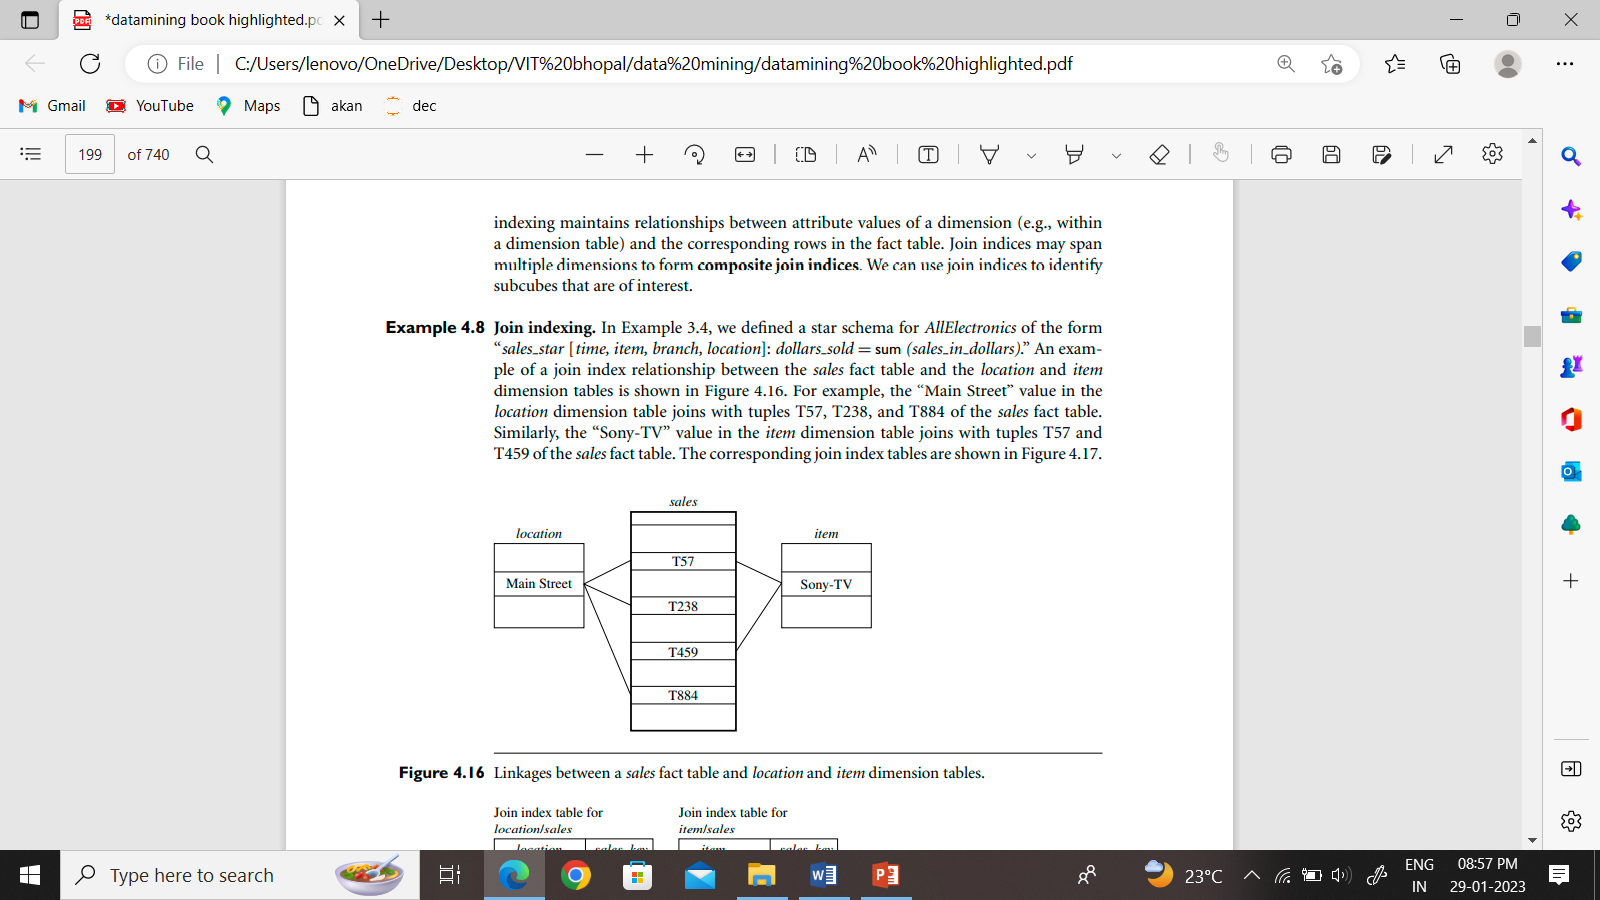 *datamining book highlighted.pd
File
C:/Users/lenovo/OneDrive/Desktop/VIT%20bhopal/data%20mining/datamining%20book%20highlighted.pdf
Gmail
YouTube
Maps
akan
dec
199 of 740
indexing maintains relationships between attribute values of a dimension (e.g., within
a dimension table) and the corresponding rows in the fact table. Join indices may span
multiple dimensions to form composite join indices. We can use join indices to identify
subcubes that are of interest.
Example 4.8 Join indexing. In Example 3.4, we defined a star schema for AllElectronics of the form
“sales_star [time, item, branch, location]: dollars_sold = sum (sales_in_dollars).” An exam-
ple of a join index relationship between the sales fact table and the location and item
dimension tables is shown in Figure 4.16. For example, the “Main Street” value in the
location dimension table joins with tuples T57, T238, and T884 of the sales fact table.
Similarly, the “Sony-TV” value in the item dimension table joins with tuples T57 and
T459 of the sales fact table. The corresponding join index tables are shown in Figure 4.17.
sales
location
item
T57
Main Street
Sony-TV
T238
T459
T884
Figure 4.16 Linkages between a sales fact table and location and item dimension tables.
Join index table for
location/sales
Join index table for
item/sales
location
sales_key
item
sales_key
Type here to search
23°C
ENG
IN
08:57 PM
29-01-2023